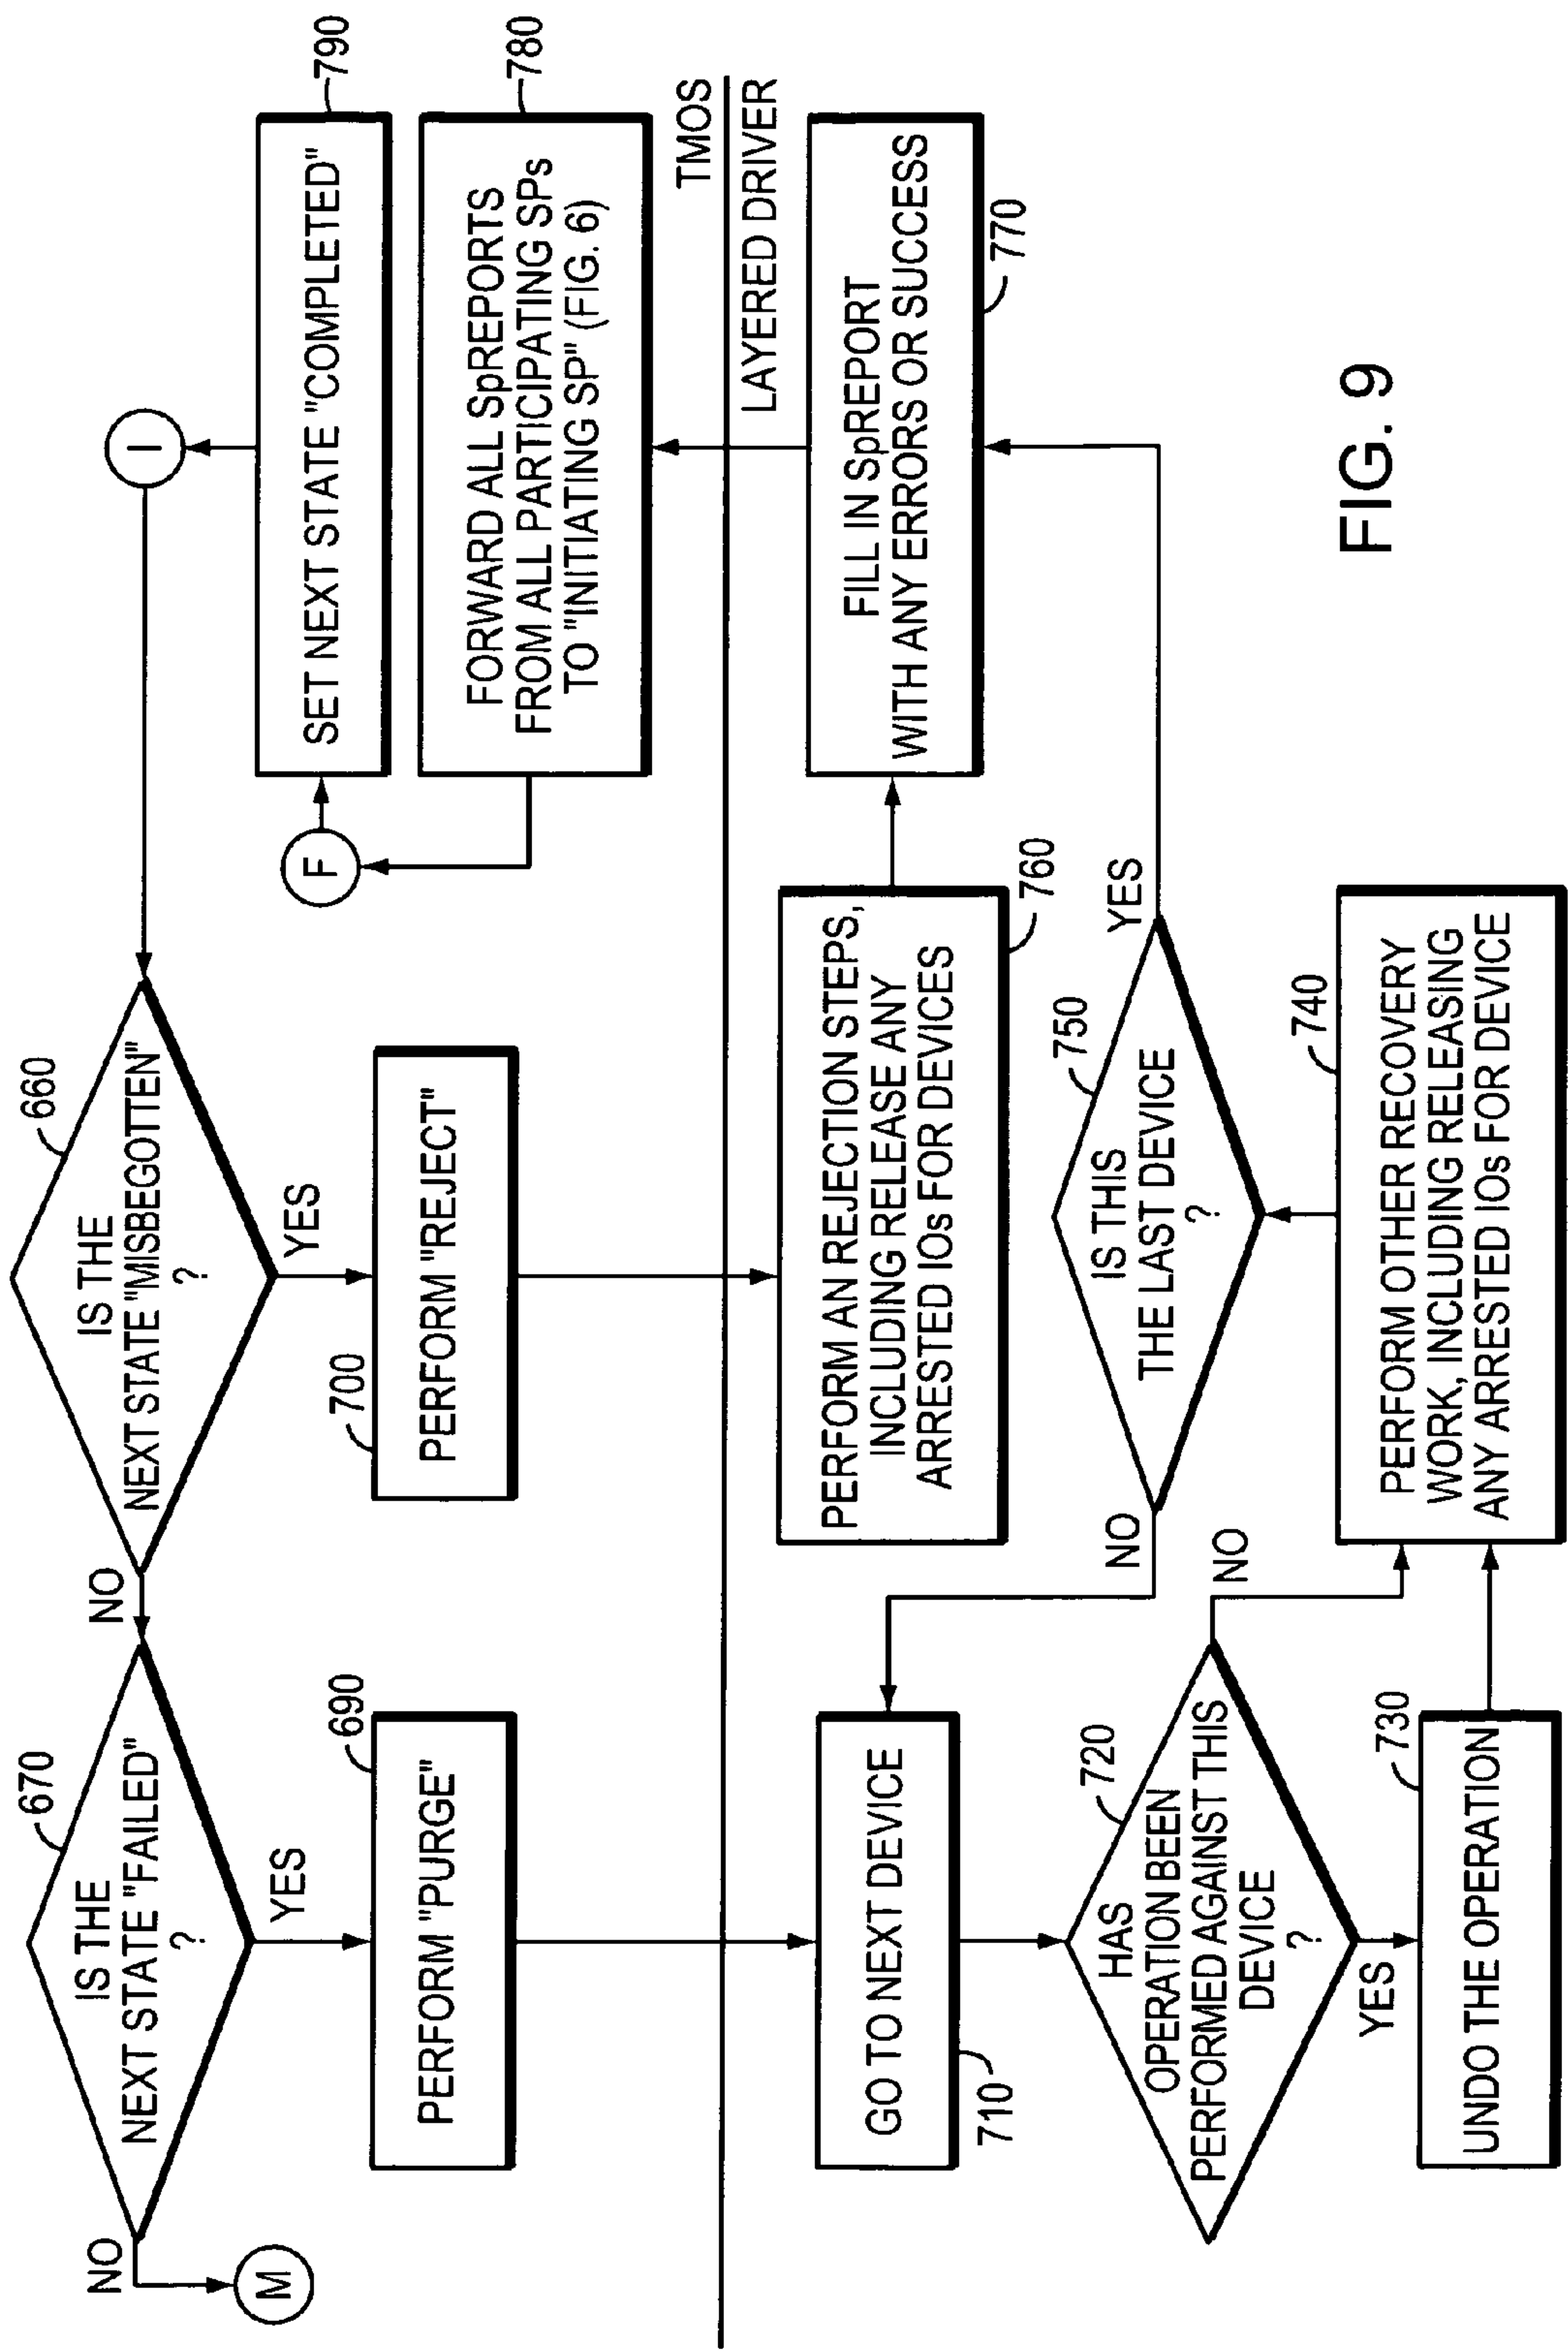 I
660
IS THE
NEXT STATE "MISBEGOTTEN"
?
NO
YES
670
IS THE
NEXT STATE "FAILED"
?
NO
YES
M
690
PERFORM "PURGE"
700
PERFORM "REJECT"
F
SET NEXT STATE "COMPLETED"
790
FORWARD ALL SpREPORTS
FROM ALL PARTICIPATING SPs
TO "INITIATING SP" (FIG. 6)
780
TMOS
LAYERED DRIVER
GO TO NEXT DEVICE
710
PERFORM AN REJECTION STEPS,
INCLUDING RELEASE ANY
ARRESTED IOs FOR DEVICES
760
FILL IN SpREPORT
WITH ANY ERRORS OR SUCCESS
770
720
HAS
OPERATION BEEN
PERFORMED AGAINST THIS
DEVICE
?
NO
YES
750
IS THIS
THE LAST DEVICE
?
NO
YES
730
UNDO THE OPERATION
740
PERFORM OTHER RECOVERY
WORK, INCLUDING RELEASING
ANY ARRESTED IOs FOR DEVICE
FIG. 9